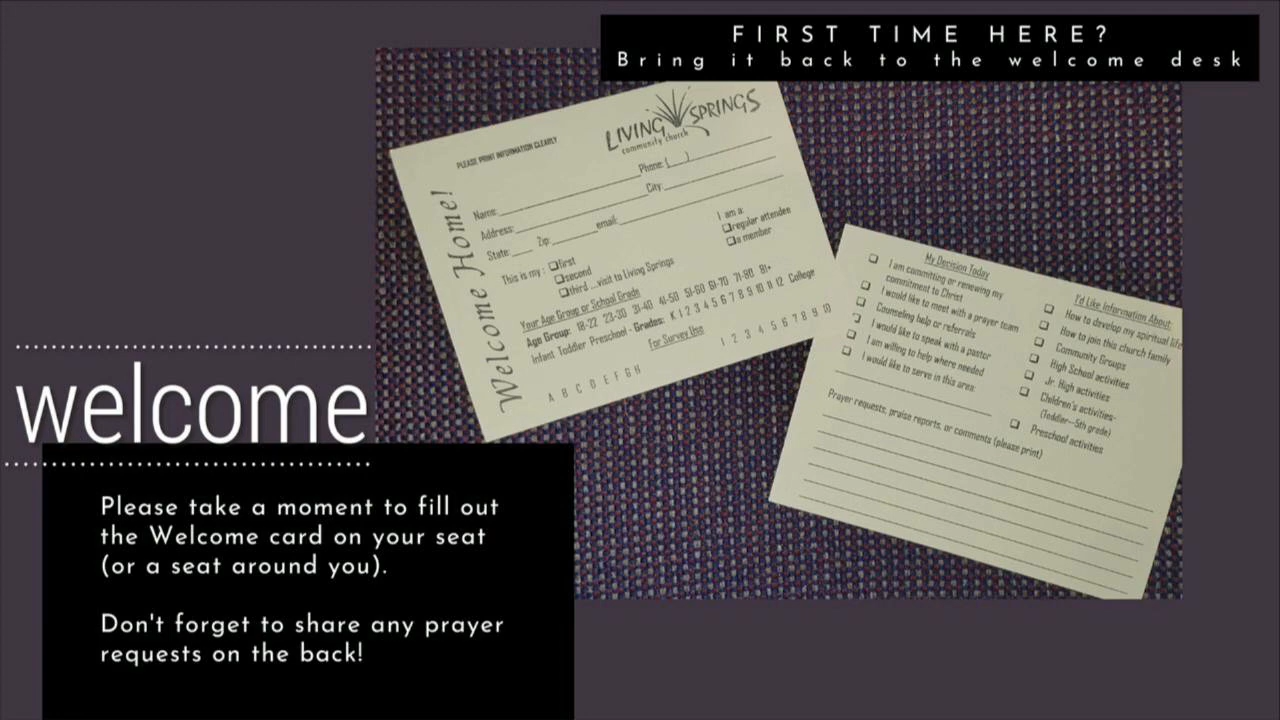 FIRST TIME HERE?
Bring it back to the welcome desk
LIVING SPRINGS
community church
PLEASE PRINT INFORMATION CLEARLY
Welcome Home!
Name: Phone: ( )
Address: City:
State: Zip: email:
This is my: ❑first
❑second
❑third ...visit to Living Springs
I am a:
❑regular attendee
❑a member
Your Age Group or School Grade
Age Group: 18-22 23-30 31-40 41-50 51-60 61-70 71-80 81+
Infant Toddler Preschool - Grades: K 1 2 3 4 5 6 7 8 9 10 11 12 College
For Survey Use
A B C D E F G H 1 2 3 4 5 6 7 8 9 10
My Decision Today
❑ I am committing or renewing my
commitment to Christ
❑ I would like to meet with a prayer team
❑ Counseling help or referrals
❑ I would like to speak with a pastor
❑ I am willing to help where needed
❑ I would like to serve in this area:
I'd Like Information About:
❑ How to develop my spiritual life
❑ How to join this church family
❑ Community Groups
❑ High School activities
❑ Jr. High activities
❑ Children's activities-
(Toddler--5th grade)
❑ Preschool activities
Prayer requests, praise reports, or comments (please print)
welcome
Please take a moment to fill out
the Welcome card on your seat
(or a seat around you).
Don't forget to share any prayer
requests on the back!